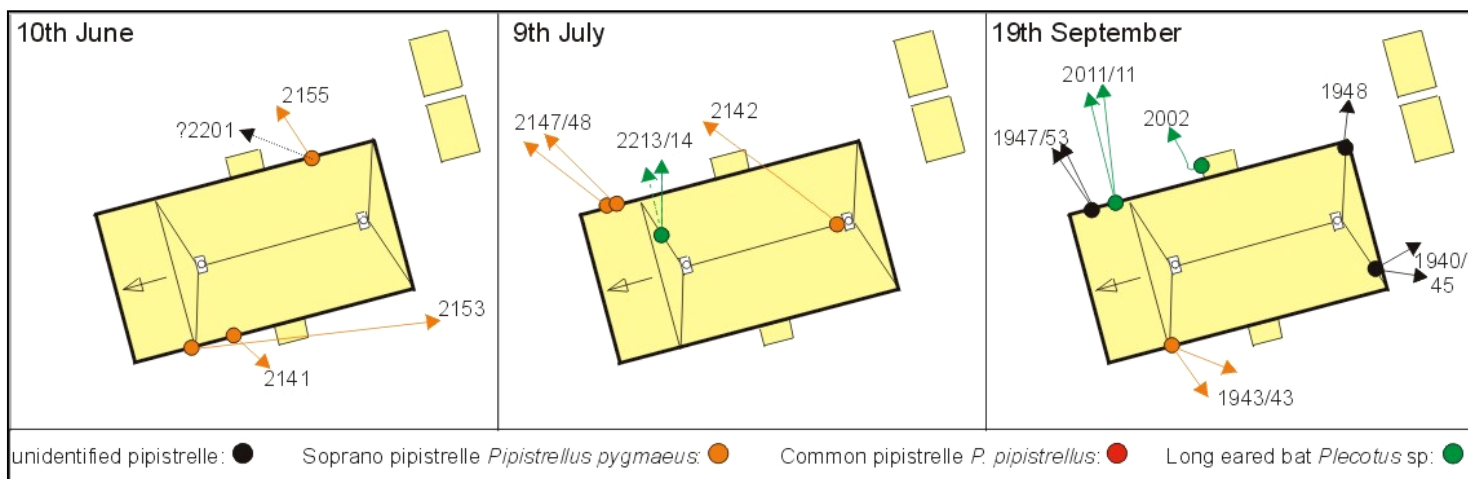 10th June
2155
?2201
2153
2141
9th July
2147/48
2213/14
2142
19th September
2011/11
1948
2002
1947/53
1940/
45
1943/43
unidentified pipistrelle:
Soprano pipistrelle Pipistrellus pygmaeus:
Common pipistrelle P. pipistrellus:
Long eared bat Plecotus sp: